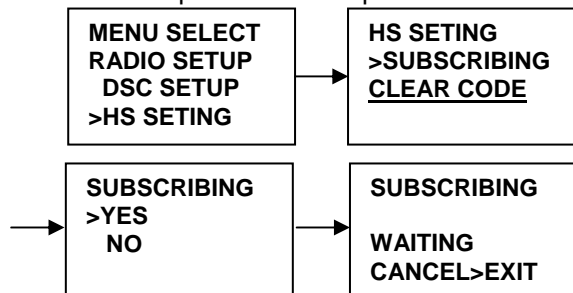 MENU SELECT
RADIO SETUP
DSC SETUP
>HS SETING
HS SETING
>SUBSCRIBING
CLEAR CODE
SUBSCRIBING
>YES
NO
SUBSCRIBING
WAITING
CANCEL>EXIT